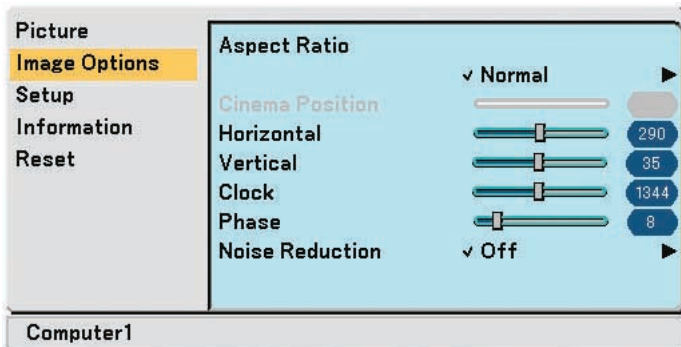 Picture
Image Options
Setup
Information
Reset
Aspect Ratio
✓ Normal ▶
Cinema Position
Horizontal 290
Vertical 35
Clock 1344
Phase 8
Noise Reduction ✓ Off ▶
Computer1